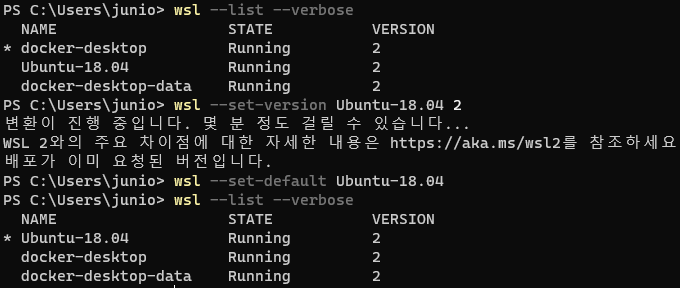 PS C:\Users\junio> wsl --list --verbose
  NAME                   STATE           VERSION
* docker-desktop         Running         2
  Ubuntu-18.04           Running         2
  docker-desktop-data    Running         2
PS C:\Users\junio> wsl --set-version Ubuntu-18.04 2
변환이 진행 중입니다. 몇 분 정도 걸릴 수 있습니다...
WSL 2와의 주요 차이점에 대한 자세한 내용은 https://aka.ms/wsl2를 참조하세요
배포가 이미 요청된 버전입니다.
PS C:\Users\junio> wsl --set-default Ubuntu-18.04
PS C:\Users\junio> wsl --list --verbose
  NAME                   STATE           VERSION
* Ubuntu-18.04           Running         2
  docker-desktop         Running         2
  docker-desktop-data    Running         2